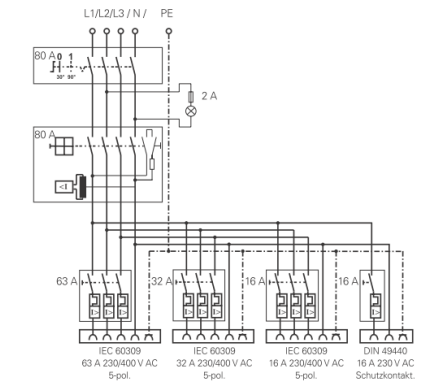 L1/L2/L3 / N / PE
80 A 0 1
30° 90°
2 A
80 A
<I
63 A 32 A 16 A 16 A
I> I> I> I> I> I> I> I> I> I>
IEC 60309 IEC 60309 IEC 60309 DIN 49440
63 A 230/400 V AC 32 A 230/400 V AC 16 A 230/400 V AC 16 A 230 V AC
5-pol. 5-pol. 5-pol. Schutzkontakt.